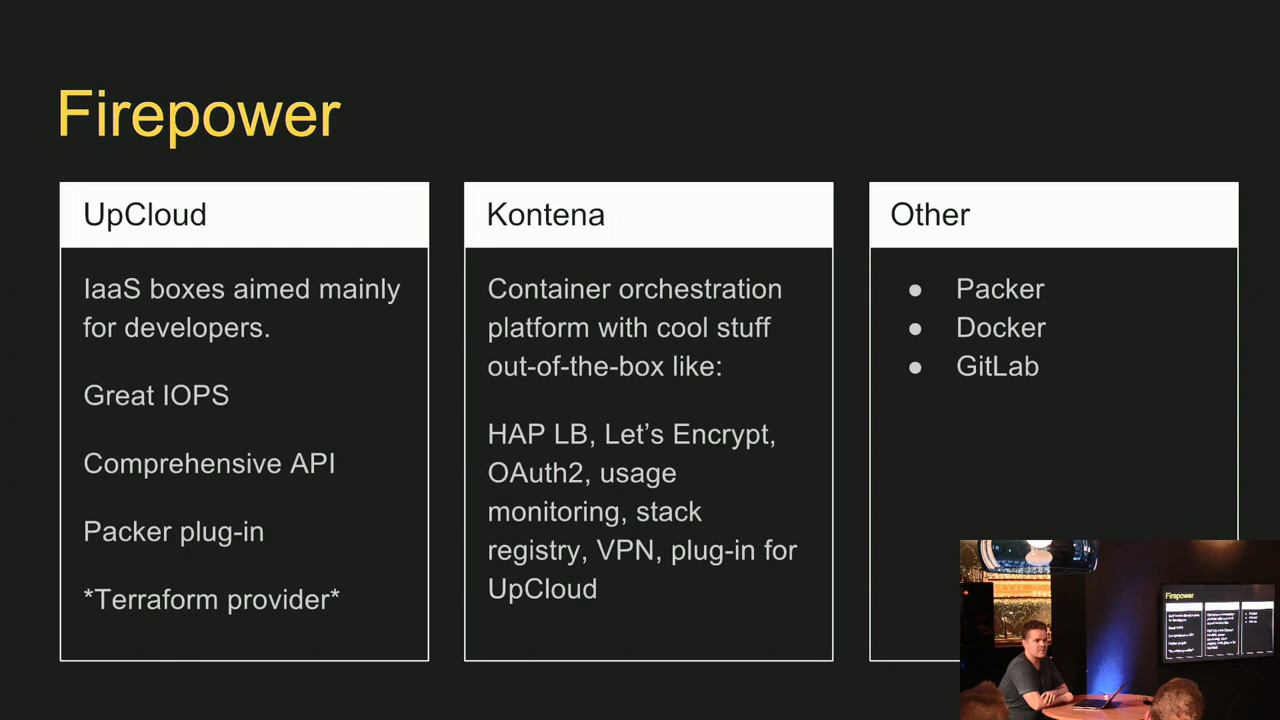 Firepower
UpCloud
IaaS boxes aimed mainly
for developers.
Great IOPS
Comprehensive API
Packer plug-in
*Terraform provider*
Kontena
Container orchestration
platform with cool stuff
out-of-the-box like:
HAP LB, Let's Encrypt,
OAuth2, usage
monitoring, stack
registry, VPN, plug-in for
UpCloud
Other
● Packer
● Docker
● GitLab
Firepower